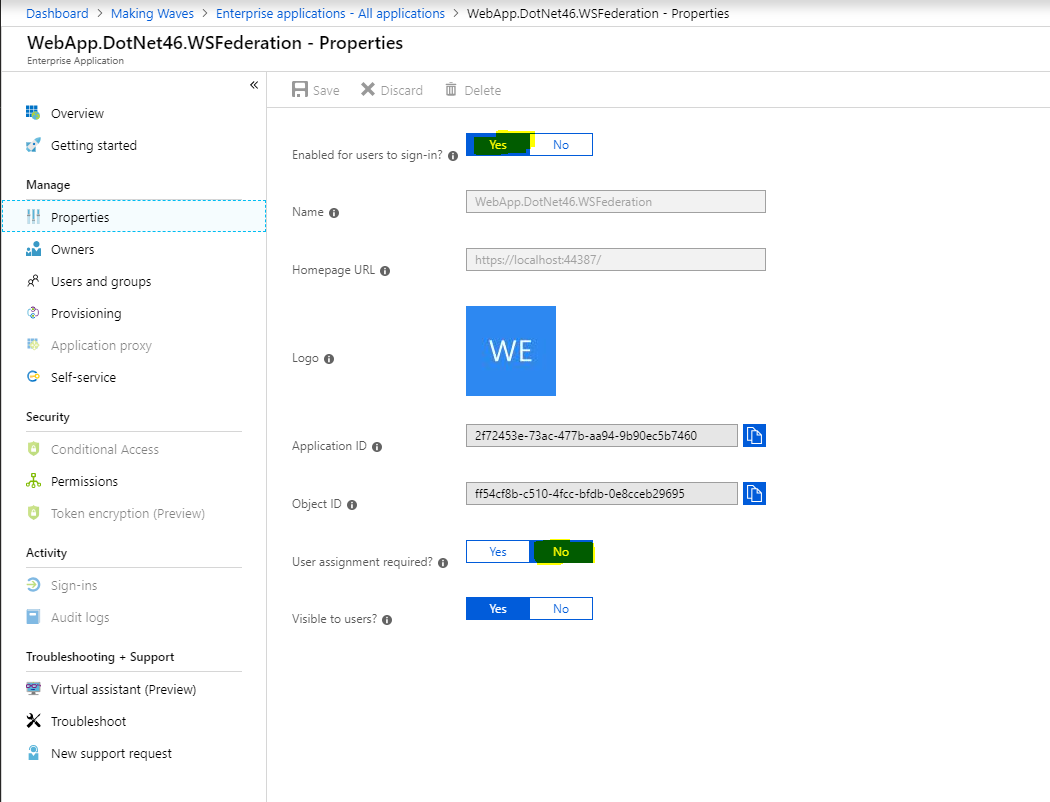 Dashboard > Making Waves > Enterprise applications - All applications > WebApp.DotNet46.WSFederation - Properties
WebApp.DotNet46.WSFederation - Properties
Enterprise Application
«
Overview
Getting started
Manage
Properties
Owners
Users and groups
Provisioning
Application proxy
Self-service
Security
Conditional Access
Permissions
Token encryption (Preview)
Activity
Sign-ins
Audit logs
Troubleshooting + Support
Virtual assistant (Preview)
Troubleshoot
New support request
Save Discard Delete
Enabled for users to sign-in? Yes No
Name WebApp.DotNet46.WSFederation
Homepage URL https://localhost:44387/
Logo WE
Application ID 2f72453e-73ac-477b-aa94-9b90ec5b7460
Object ID ff54cf8b-c510-4fcc-bfdb-0e8cceb29695
User assignment required? Yes No
Visible to users? Yes No